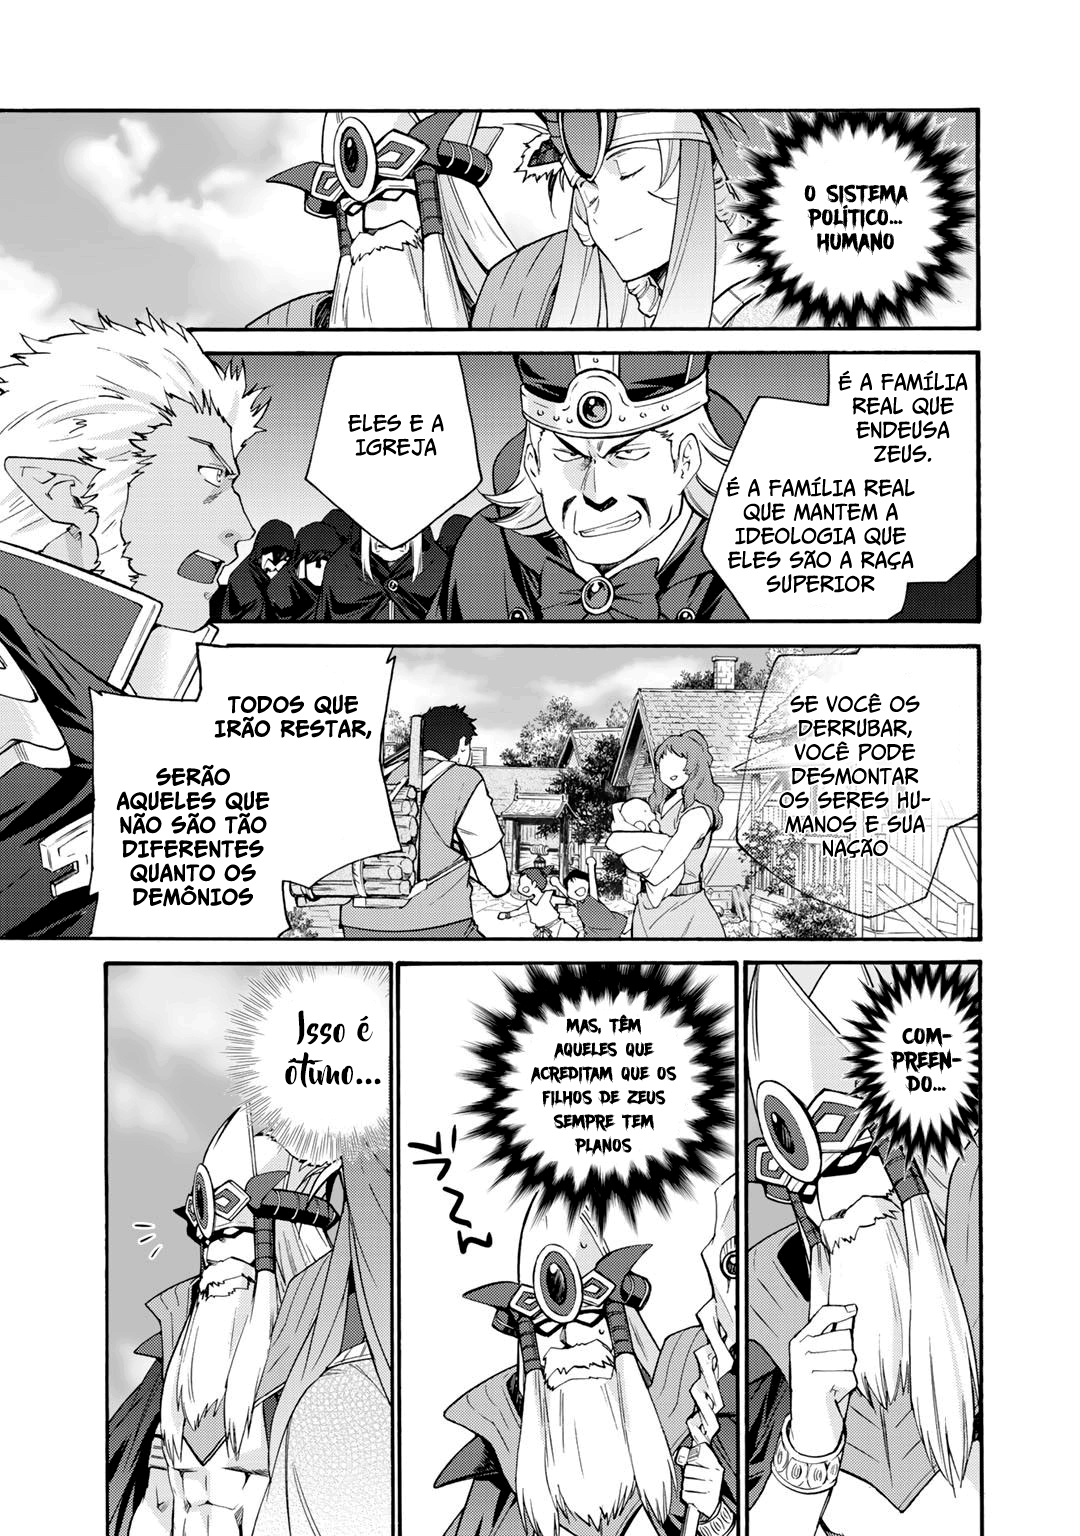 O SISTEMA
POLÍTICO...
HUMANO
É A FAMÍLIA
REAL QUE
ENDEUSA
ZEUS.
É A FAMÍLIA REAL
QUE MANTEM A
IDEOLOGIA QUE
ELES SÃO A RAÇA
SUPERIOR
ELES E A
IGREJA
SE VOCÊ OS
DERRUBAR,
VOCÊ PODE
DESMONTAR
OS SERES HU-
MANOS E SUA
NAÇÃO
TODOS QUE
IRÃO RESTAR,
SERÃO
AQUELES QUE
NÃO SÃO TÃO
DIFERENTES
QUANTO OS
DEMÔNIOS
COM-
PREEN-
DO...
MAS, TÊM
AQUELES QUE
ACREDITAM QUE OS
FILHOS DE ZEUS
SEMPRE TEM
PLANOS
Isso é
ôtimo...